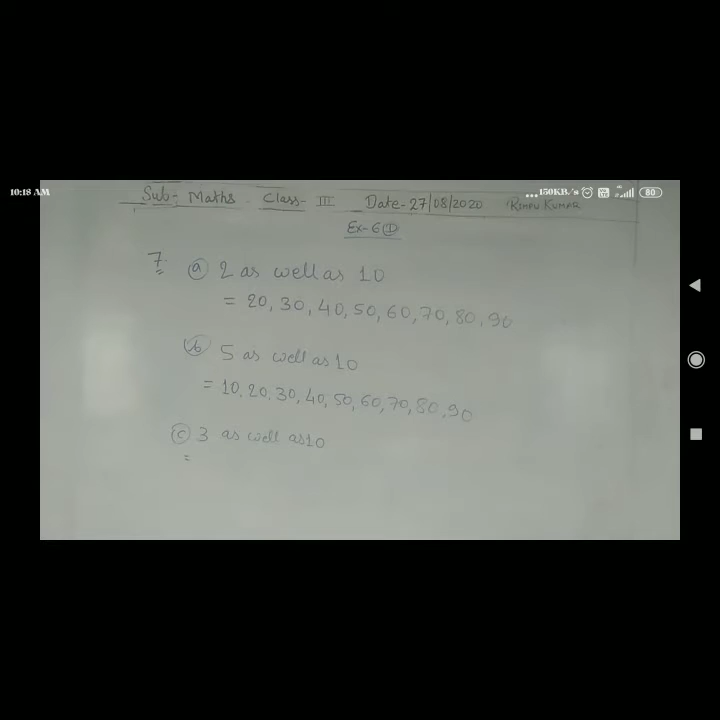 10:18 AM
...150KB/s 80
Sub- Maths Class- III Date-27/08/2020 KUMAR
Ex-6 D
7. a 2 as well as 10
= 20, 30, 40, 50, 60, 70, 80, 90
b 5 as well as 10
= 10, 20, 30, 40, 50, 60, 70, 80, 90
c 3 as well as 10
=